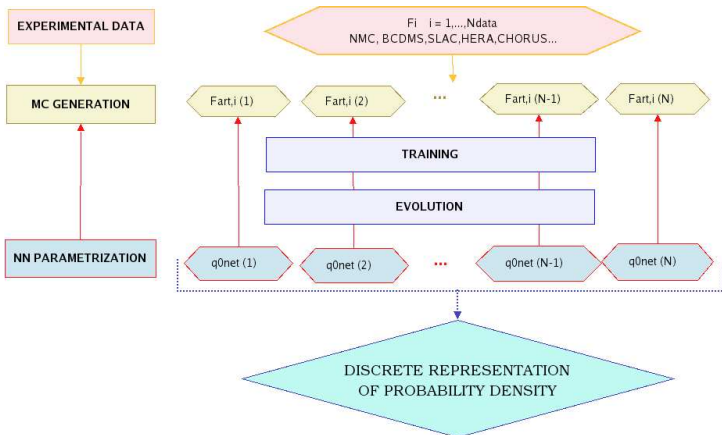 EXPERIMENTAL DATA
Fi i = 1,...,Ndata
NMC, BCDMS,SLAC,HERA,CHORUS...
MC GENERATION
Fart,i (1)
Fart,i (2)
...
Fart,i (N-1)
Fart,i (N)
TRAINING
EVOLUTION
NN PARAMETRIZATION
q0net (1)
q0net (2)
...
q0net (N-1)
q0net (N)
DISCRETE REPRESENTATION
OF PROBABILITY DENSITY